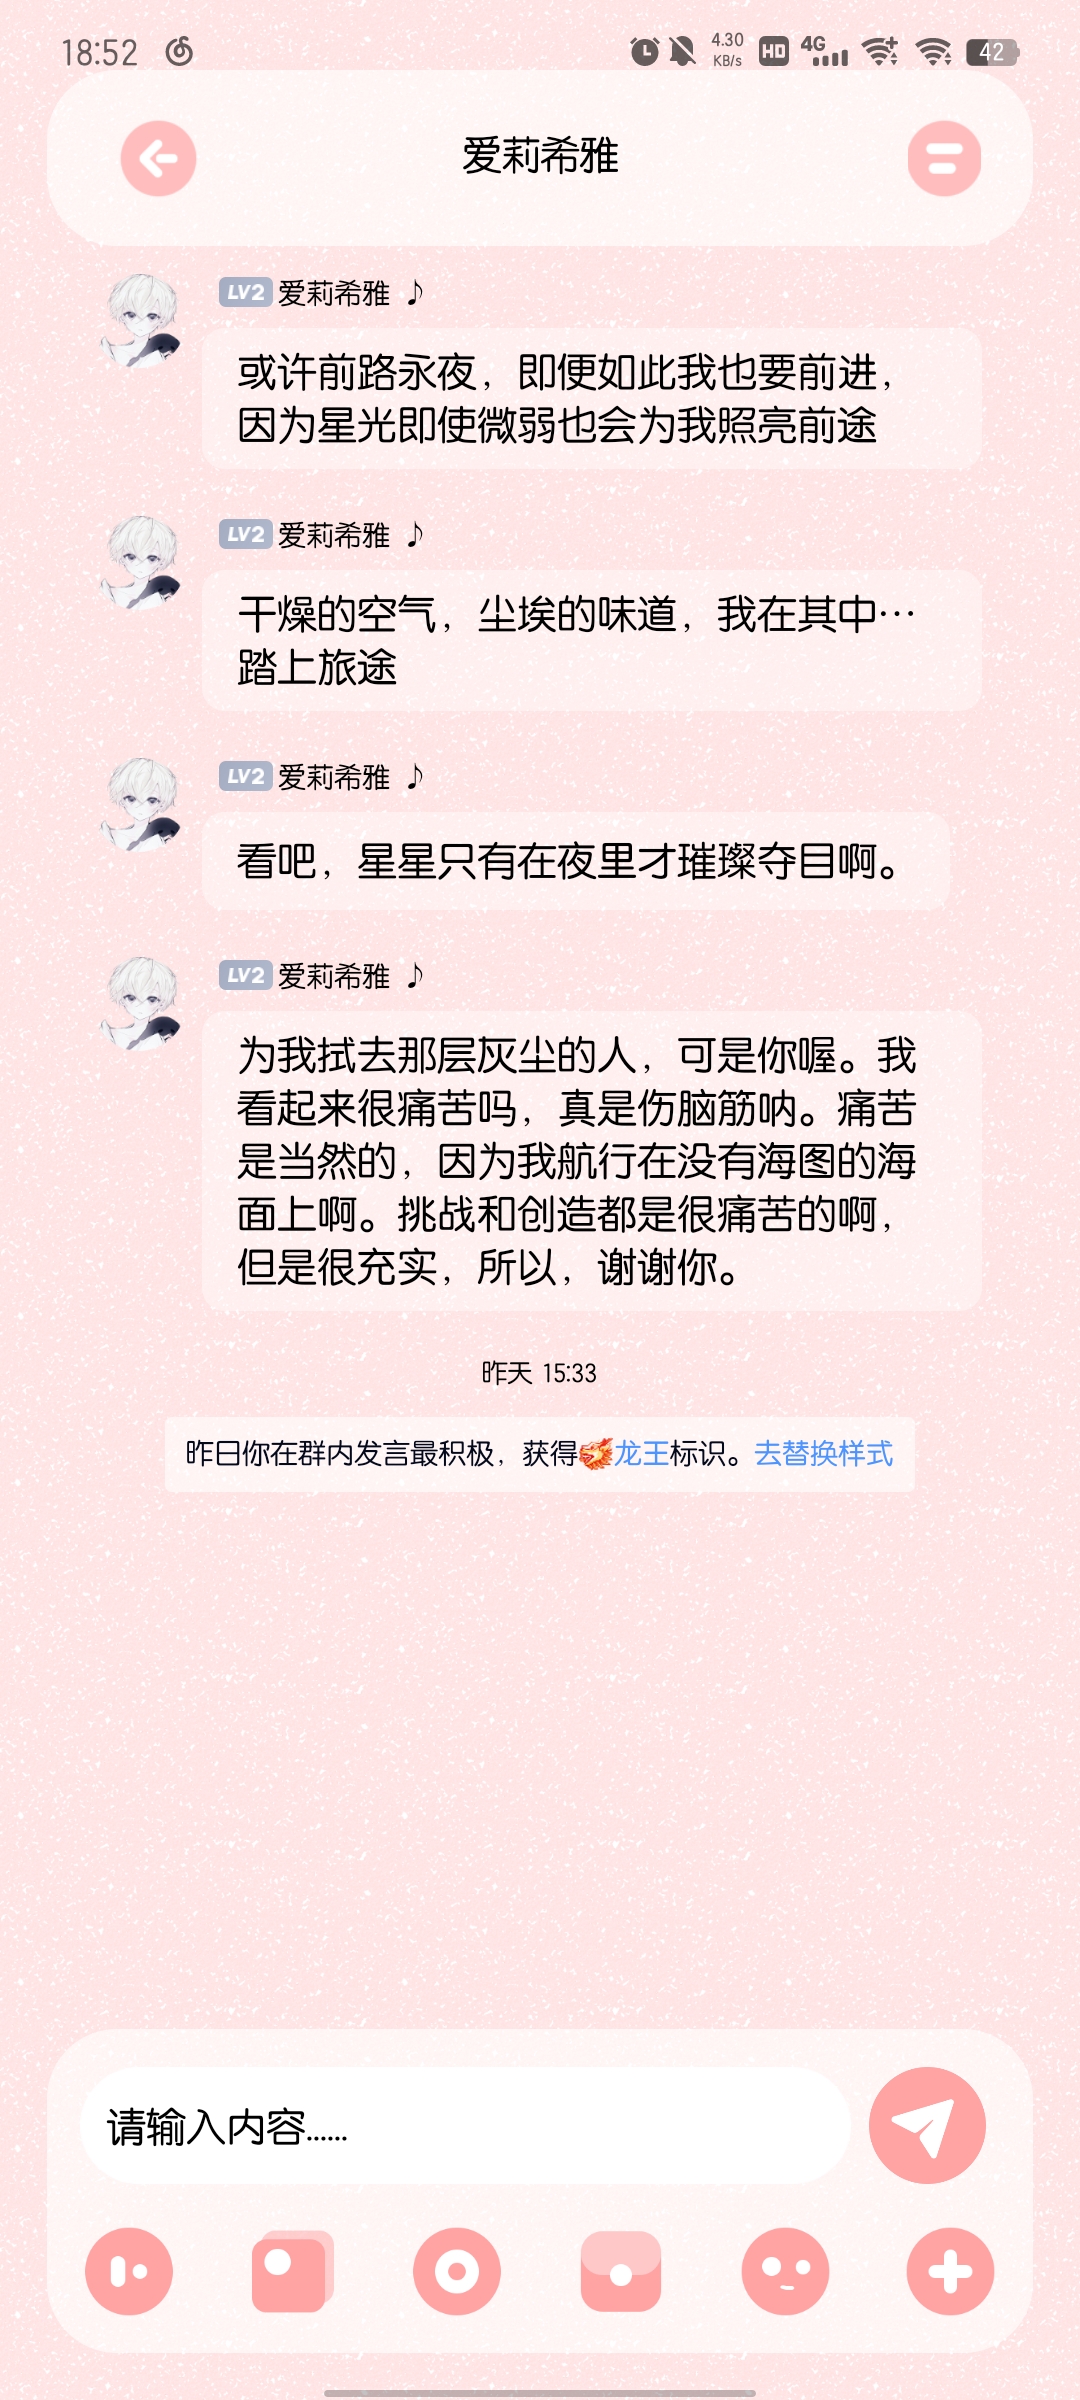 18:52
4.30
KB/s
HD
4G
42
爱莉希雅
LV2 爱莉希雅 ♪
或许前路永夜，即便如此我也要前进，
因为星光即使微弱也会为我照亮前途
LV2 爱莉希雅 ♪
干燥的空气，尘埃的味道，我在其中…
踏上旅途
LV2 爱莉希雅 ♪
看吧，星星只有在夜里才璀璨夺目啊。
LV2 爱莉希雅 ♪
为我拭去那层灰尘的人，可是你喔。我
看起来很痛苦吗，真是伤脑筋呐。痛苦
是当然的，因为我航行在没有海图的海
面上啊。挑战和创造都是很痛苦的啊，
但是很充实，所以，谢谢你。
昨天 15:33
昨日你在群内发言最积极，获得龙王标识。去替换样式
请输入内容......